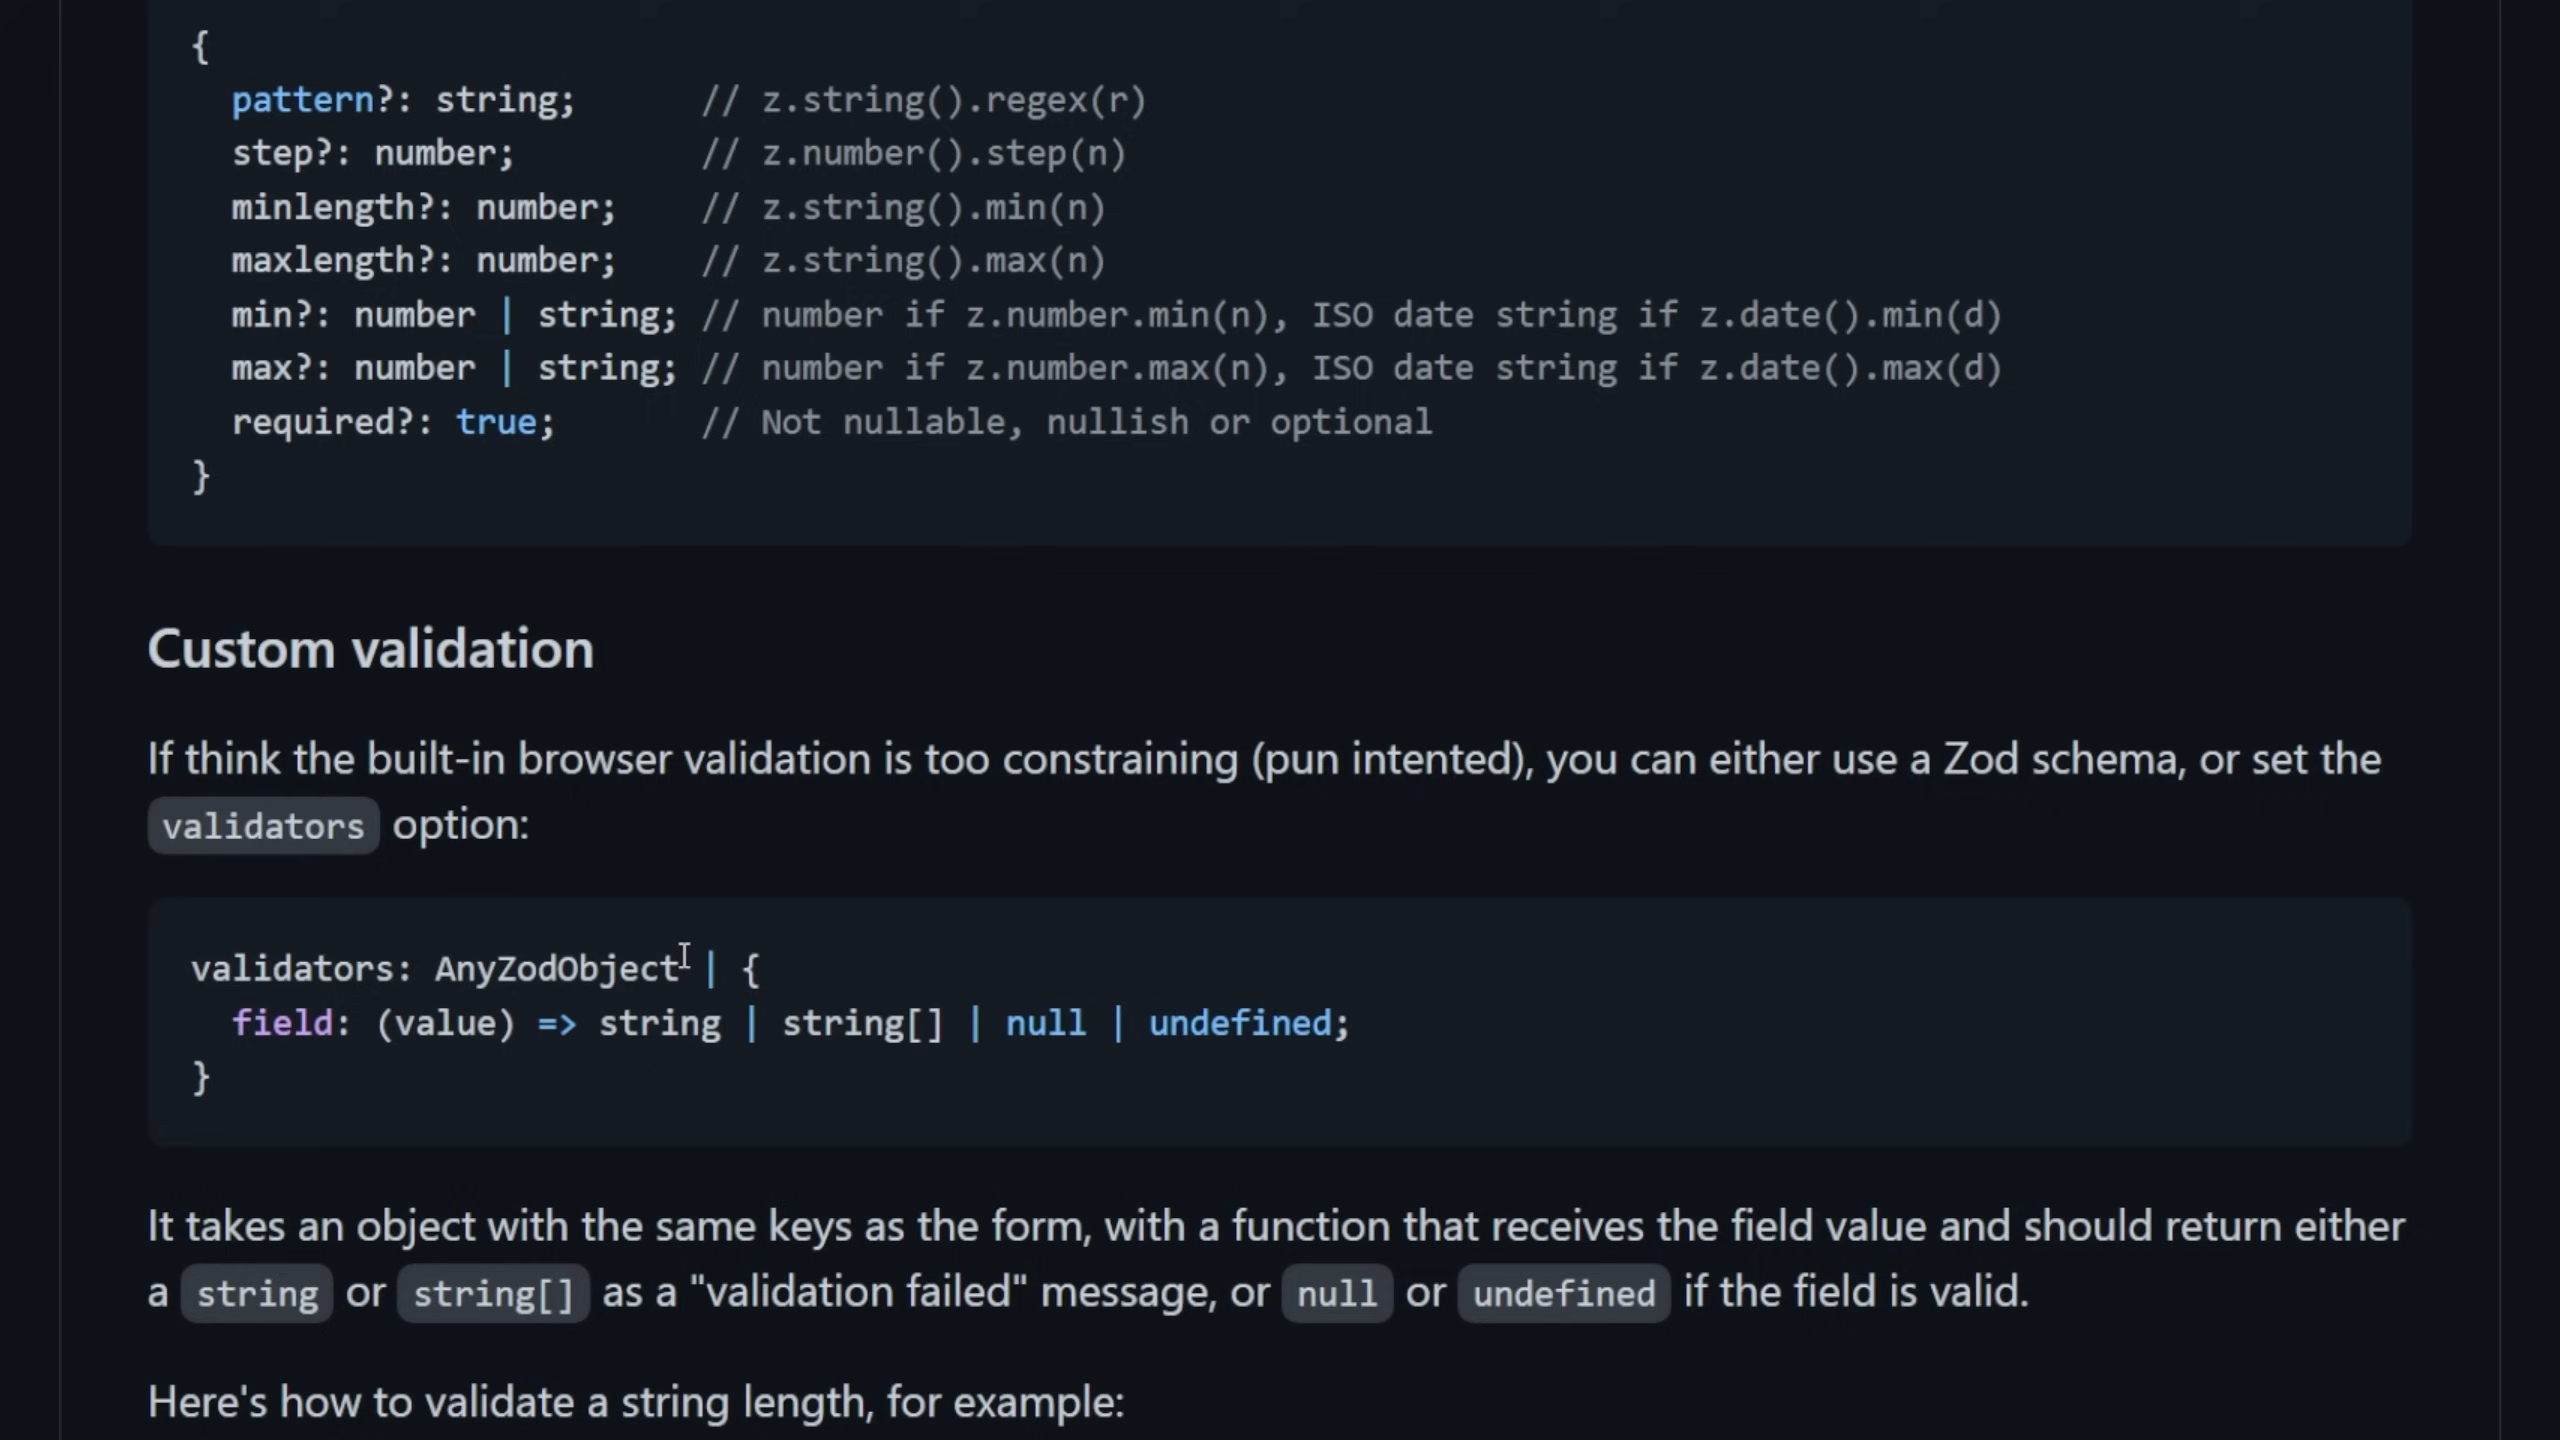 {
  pattern?: string;      // z.string().regex(r)
  step?: number;         // z.number().step(n)
  minlength?: number;    // z.string().min(n)
  maxlength?: number;    // z.string().max(n)
  min?: number | string; // number if z.number.min(n), ISO date string if z.date().min(d)
  max?: number | string; // number if z.number.max(n), ISO date string if z.date().max(d)
  required?: true;       // Not nullable, nullish or optional
}
Custom validation
If think the built-in browser validation is too constraining (pun intented), you can either use a Zod schema, or set the
validators option:
validators: AnyZodObject | {
  field: (value) => string | string[] | null | undefined;
}
It takes an object with the same keys as the form, with a function that receives the field value and should return either
a string or string[] as a "validation failed" message, or null or undefined if the field is valid.
Here's how to validate a string length, for example: